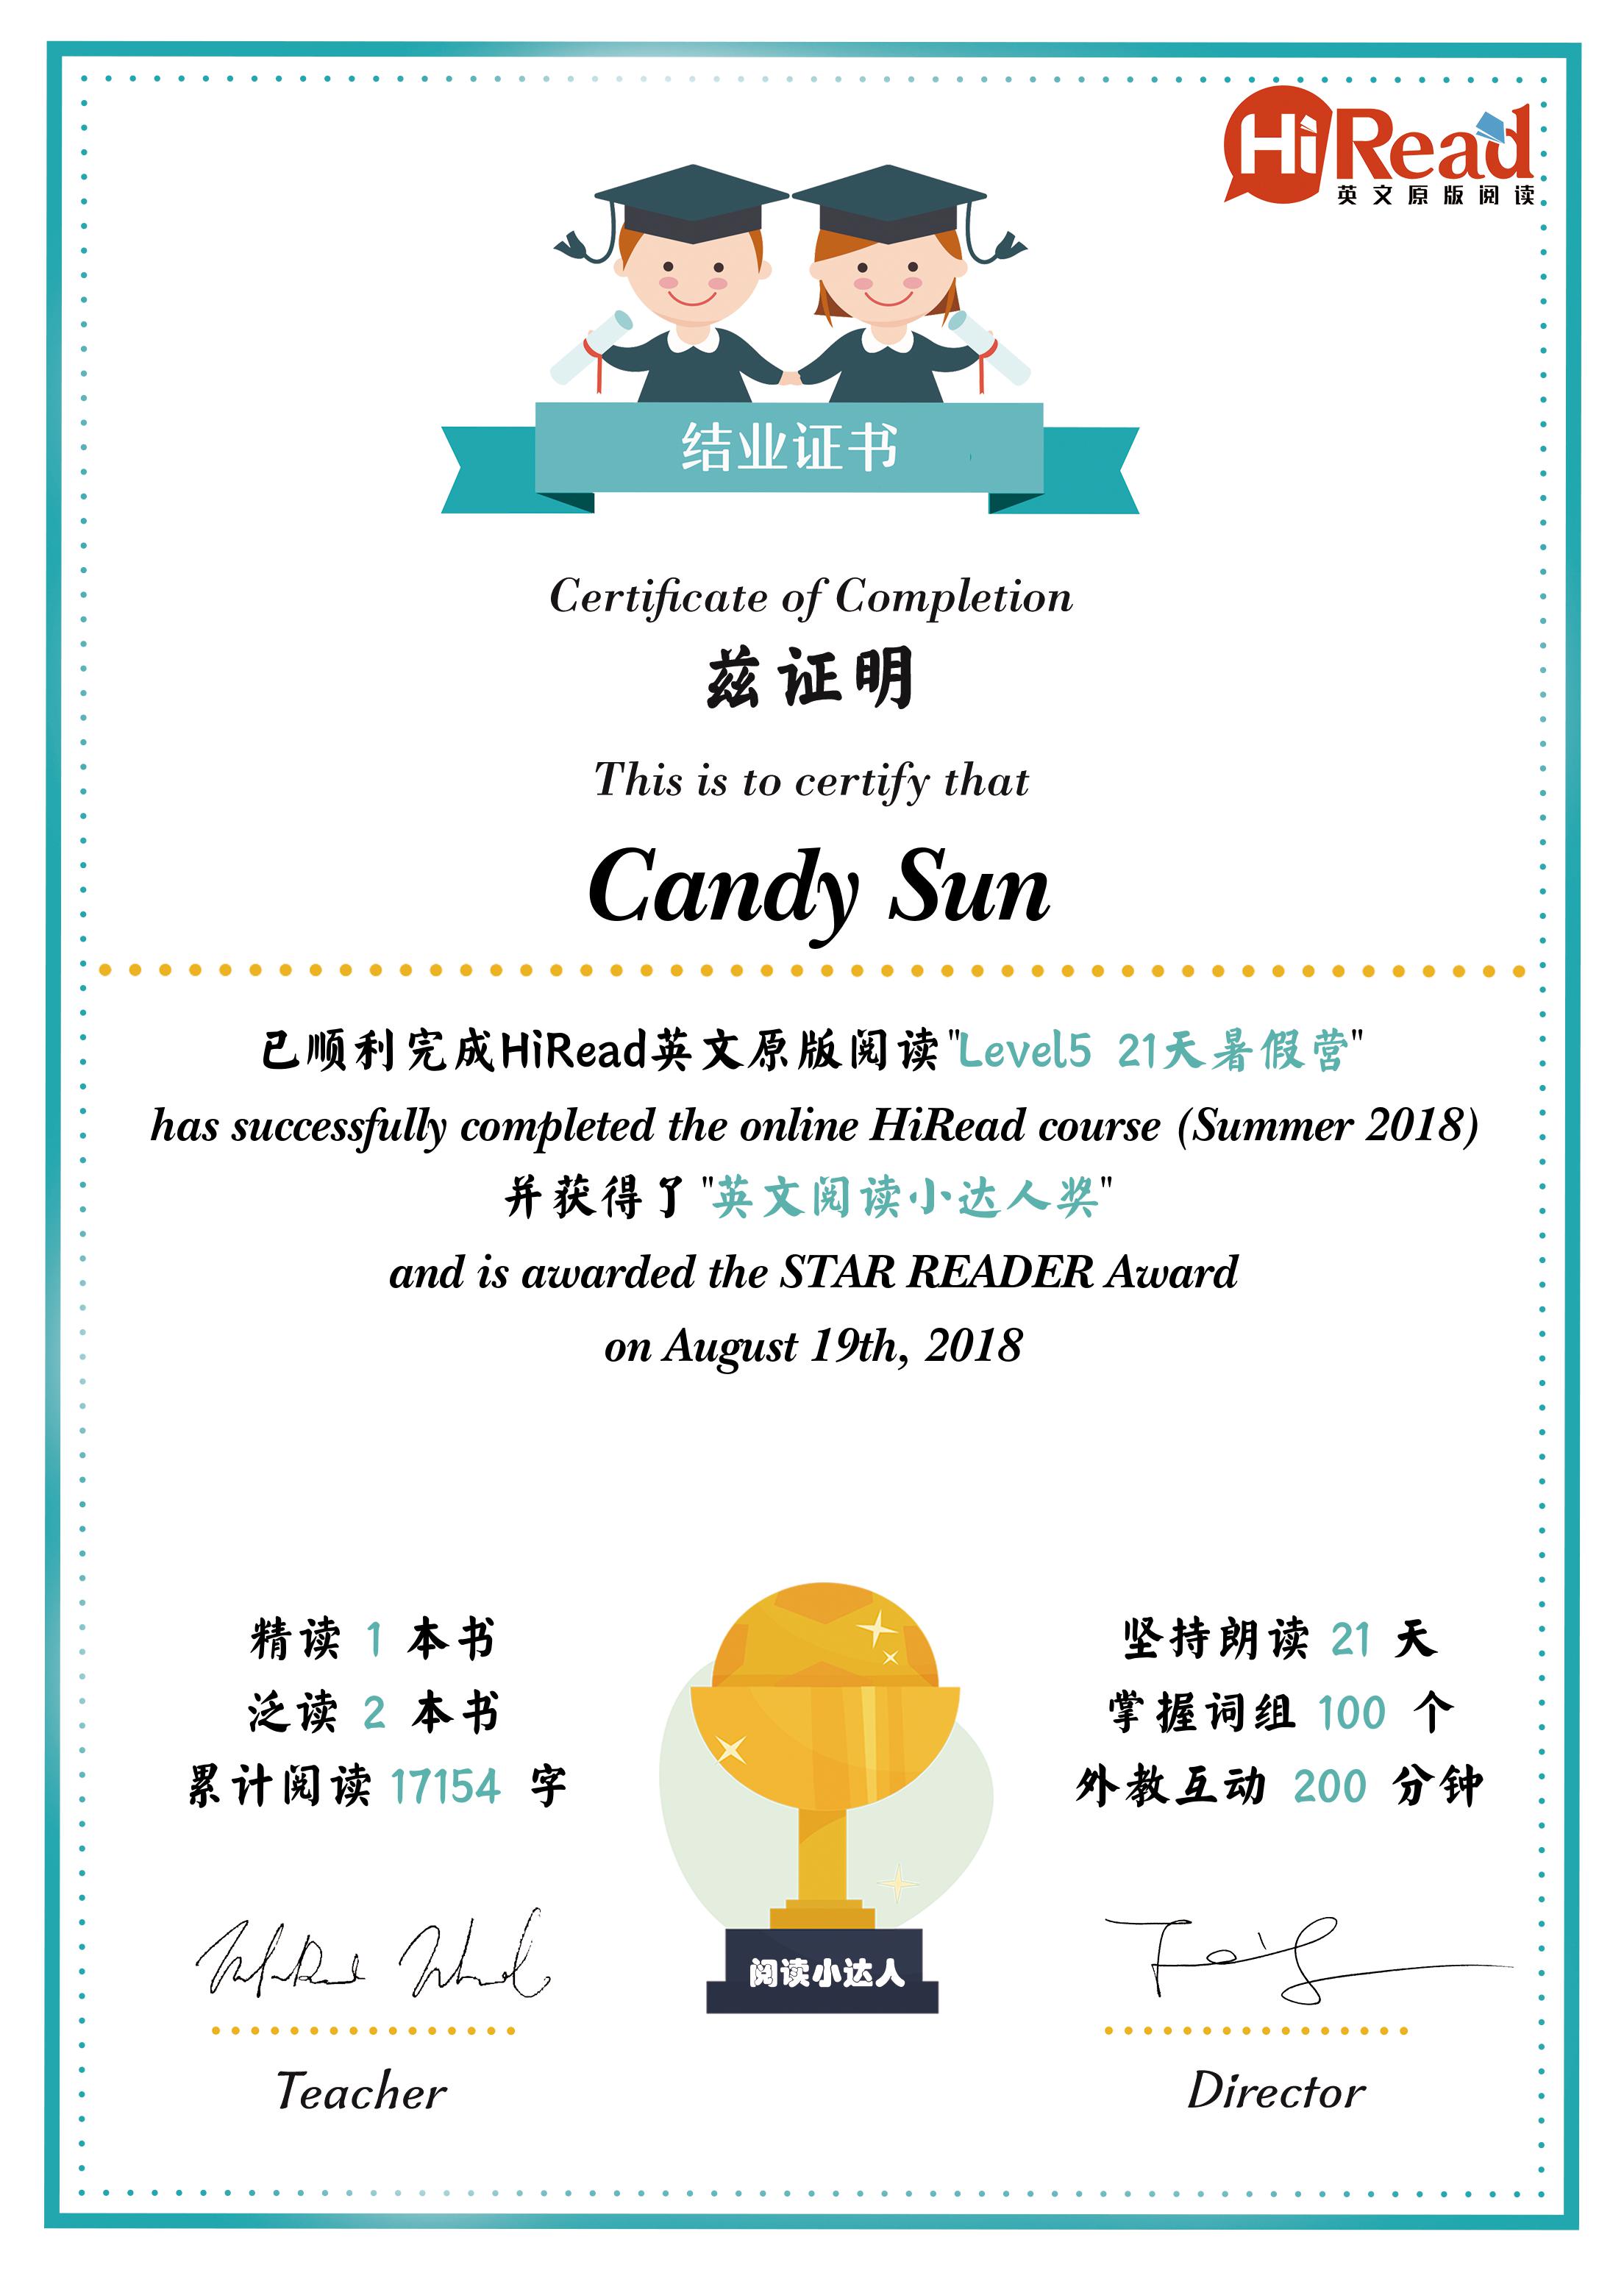 HiRead
英文原版阅读
结业证书
Certificate of Completion
兹证明
This is to certify that
Candy Sun
已顺利完成HiRead英文原版阅读"Level5 21天暑假营"
has successfully completed the online HiRead course (Summer 2018)
并获得了"英文阅读小达人奖"
and is awarded the STAR READER Award
on August 19th, 2018
精读 1 本书
泛读 2 本书
累计阅读 17154 字
坚持朗读 21 天
掌握词组 100 个
外教互动 200 分钟
阅读小达人
Teacher
Director